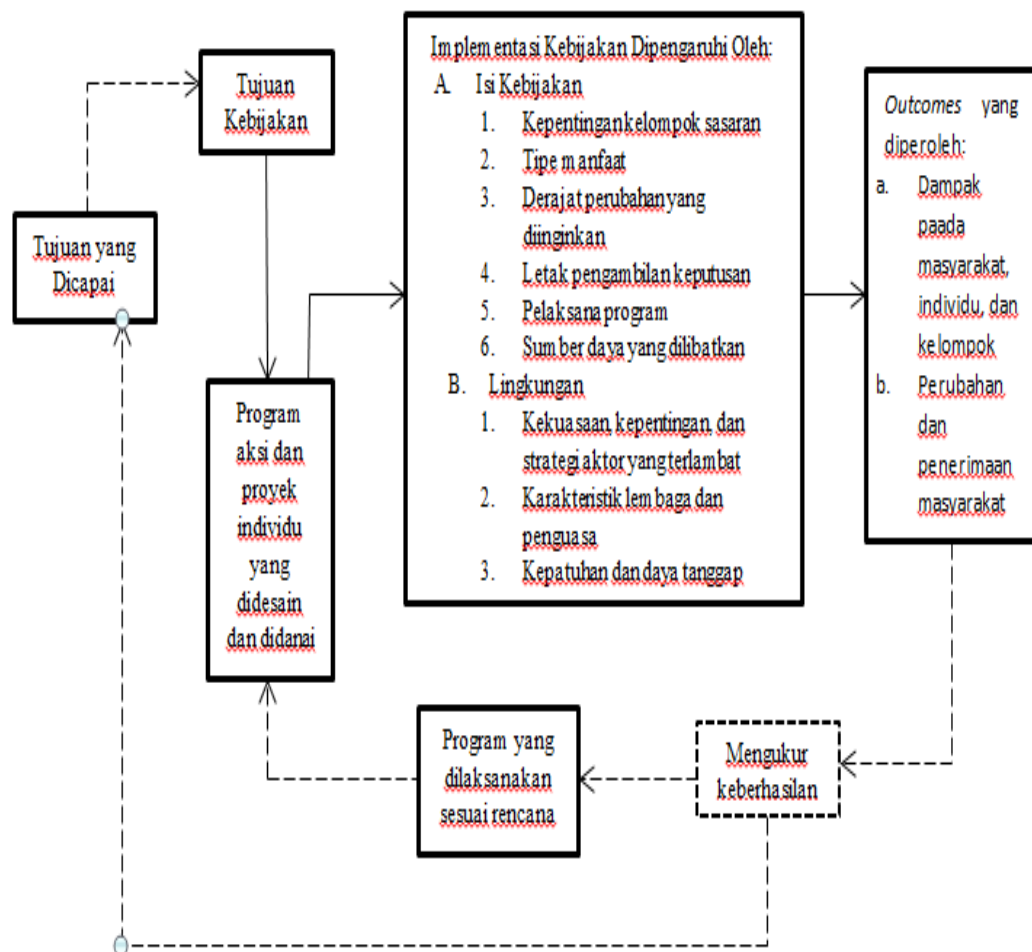 Tujuan
Kebijakan
Tujuan yang
Dicapai
Program
aksi dan
proyek
individu
yang
didesain
dan didanai
Implementasi Kebijakan Dipengaruhi Oleh:
A. Isi Kebijakan
1. Kepentingan kelompok sasaran
2. Tipe manfaat
3. Derajat perubahan yang
diinginkan
4. Letak pengambilan keputusan
5. Pelaksana program
6. Sumber daya yang dilibatkan
B. Lingkungan
1. Kekuasaan, kepentingan, dan
strategi aktor yang terlambat
2. Karakteristik lembaga dan
penguasa
3. Kepatuhan dan daya tanggap
Outcomes yang
diperoleh:
a. Dampak
paada
masyarakat,
individu, dan
kelompok
b. Perubahan
dan
penerimaan
masyarakat
Program yang
dilaksanakan
sesuai rencana
Mengukur
keberhasilan